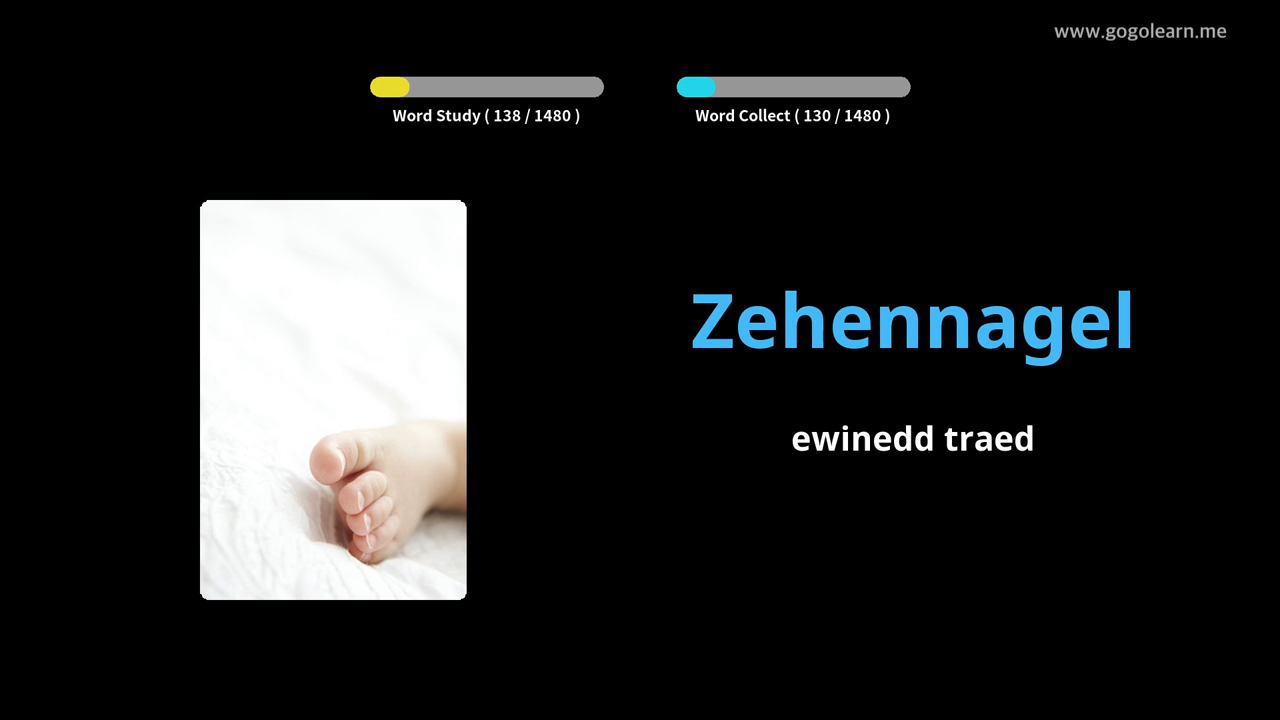 www.gogolearn.me
Word Study ( 138 / 1480 )
Word Collect ( 130 / 1480 )
Zehennagel
ewinedd traed